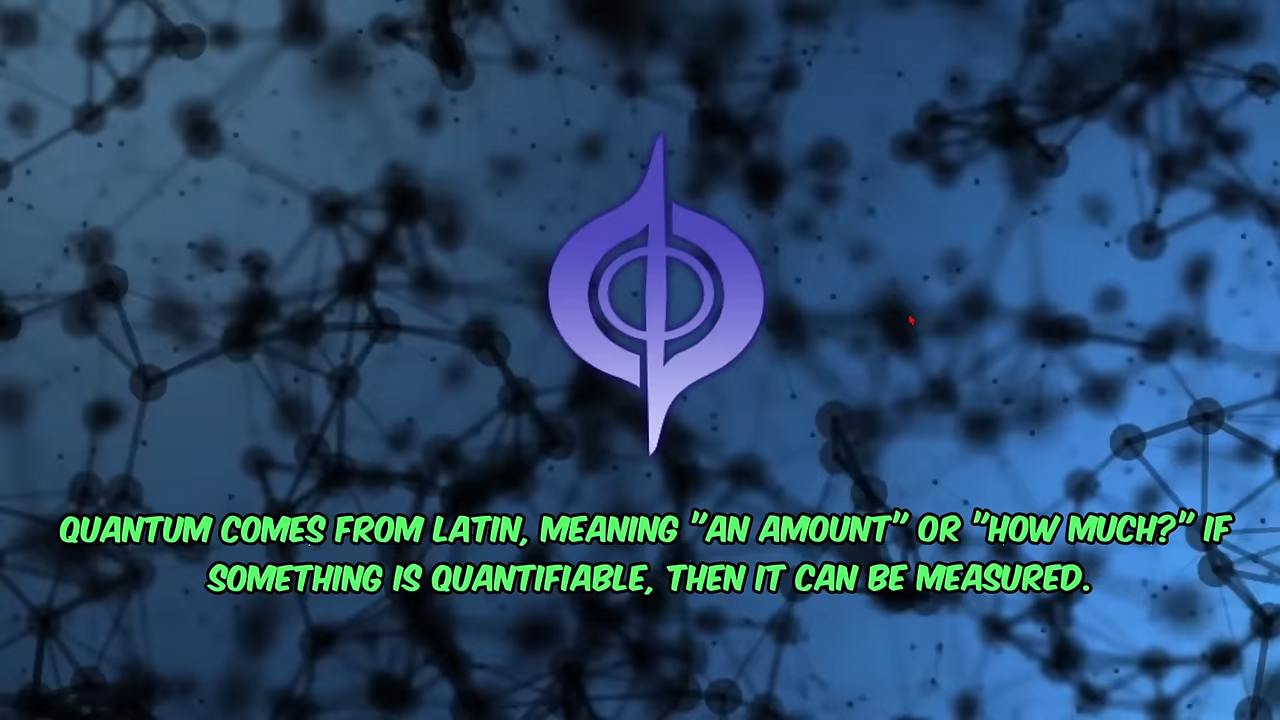 QUANTUM COMES FROM LATIN, MEANING "AN AMOUNT" OR "HOW MUCH?" IF
SOMETHING IS QUANTIFIABLE, THEN IT CAN BE MEASURED.